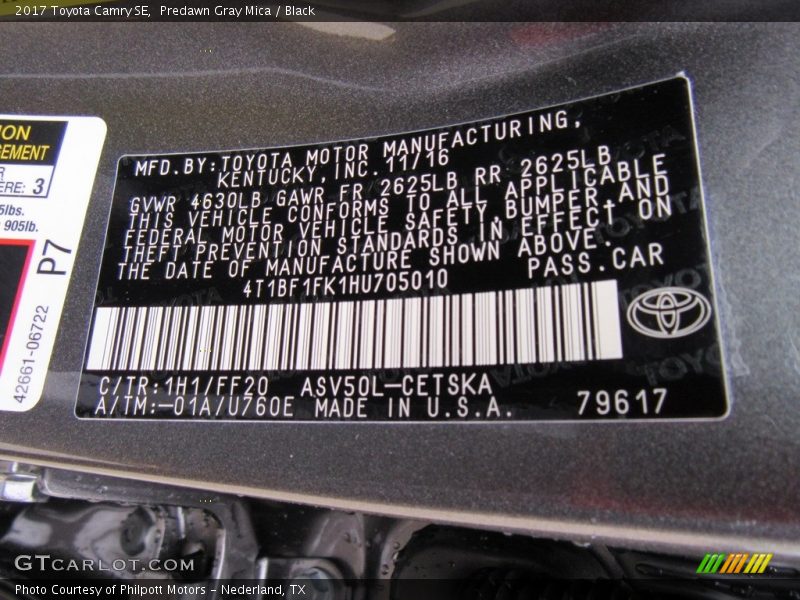 2017 Toyota Camry SE, Predawn Gray Mica / Black
MFD.BY:TOYOTA MOTOR MANUFACTURING,
KENTUCKY,INC. 11/16
GVWR 4630LB GAWR FR 2625LB RR 2625LB
THIS VEHICLE CONFORMS TO ALL APPLICABLE
FEDERAL MOTOR VEHICLE SAFETY,BUMPER,AND
THEFT PREVENTION STANDARDS IN EFFECT ON
THE DATE OF MANUFACTURE SHOWN ABOVE.
4T1BF1FK1HU705010 PASS.CAR
C/TR:1H1/FF20 ASV50L-CETSKA
A/TM:-01A/U760E MADE IN U.S.A. 79617
ION
CEMENT
ERE: 3
5lbs.
905lb.
P7
42661-06722
GTCARLOT.COM
Photo Courtesy of Philpott Motors - Nederland, TX